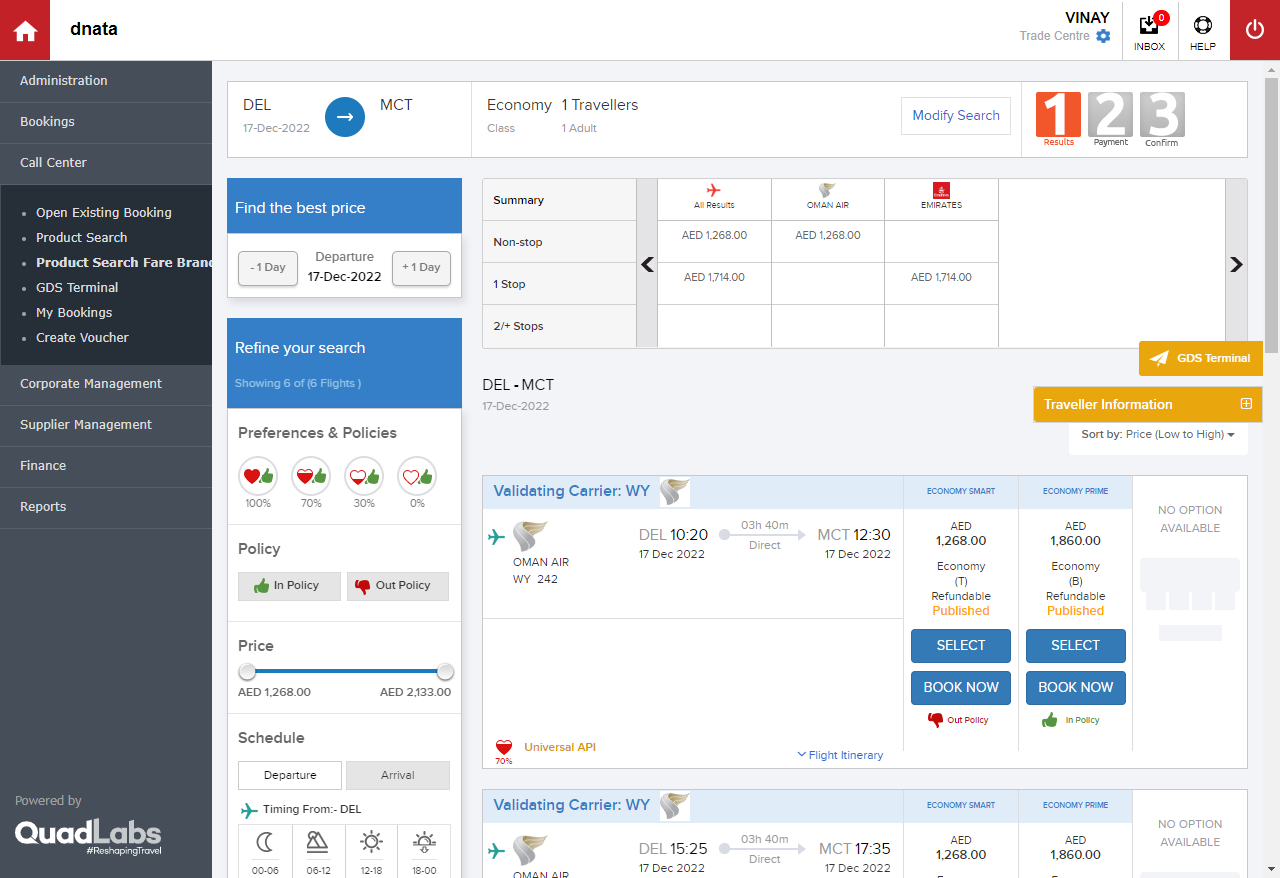 dnata
VINAY
Trade Centre
0
INBOX
HELP
Administration
Bookings
Call Center
Open Existing Booking
Product Search
Product Search Fare Bran
GDS Terminal
My Bookings
Create Voucher
Corporate Management
Supplier Management
Finance
Reports
Powered by
QuadLabs
#ReshapingTravel
DEL
MCT
17-Dec-2022
Economy 1 Travellers
Class 1 Adult
Modify Search
1 2 3
Results Payment Confirm
Find the best price
- 1 Day
Departure
17-Dec-2022
+ 1 Day
Refine your search
Showing 6 of (6 Flights )
Preferences & Policies
100% 70% 30% 0%
Policy
In Policy Out Policy
Price
AED 1,268.00 AED 2,133.00
Schedule
Departure Arrival
Timing From:- DEL
00-06 06-12 12-18 18-00
Summary All Results OMAN AIR EMIRATES
Non-stop AED 1,268.00 AED 1,268.00
1 Stop AED 1,714.00 AED 1,714.00
2/+ Stops
GDS Terminal
DEL - MCT
17-Dec-2022
Traveller Information
Sort by: Price (Low to High)
Validating Carrier: WY
ECONOMY SMART ECONOMY PRIME
NO OPTION
AVAILABLE
OMAN AIR
WY 242
DEL 10:20
17 Dec 2022
03h 40m
Direct
MCT 12:30
17 Dec 2022
AED
1,268.00
Economy
(T)
Refundable
Published
SELECT
BOOK NOW
Out Policy
AED
1,860.00
Economy
(B)
Refundable
Published
SELECT
BOOK NOW
In Policy
70%
Universal API
Flight Itinerary
Validating Carrier: WY
ECONOMY SMART ECONOMY PRIME
NO OPTION
AVAILABLE
OMAN AIR
DEL 15:25
17 Dec 2022
03h 40m
Direct
MCT 17:35
17 Dec 2022
AED
1,268.00
Economy
AED
1,860.00
Economy